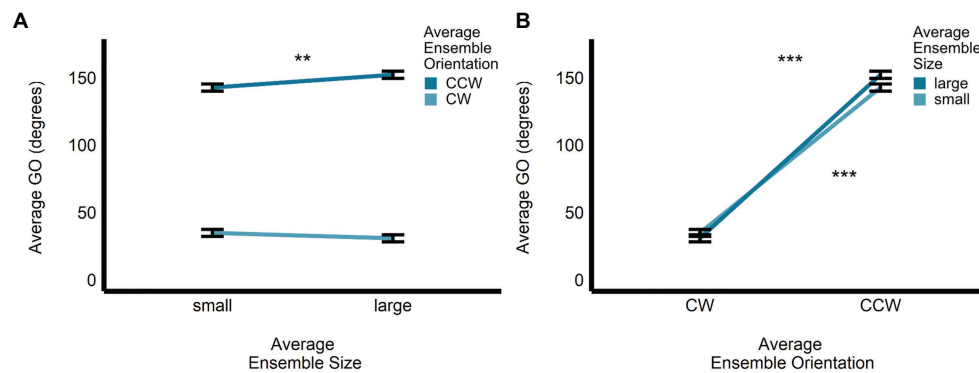 A
Average GO (degrees)
150
100
50
0
**
Average
Ensemble
Orientation
CCW
CW
small
large
Average
Ensemble Size
B
Average GO (degrees)
150
100
50
0
***
***
Average
Ensemble
Size
large
small
CW
CCW
Average
Ensemble Orientation